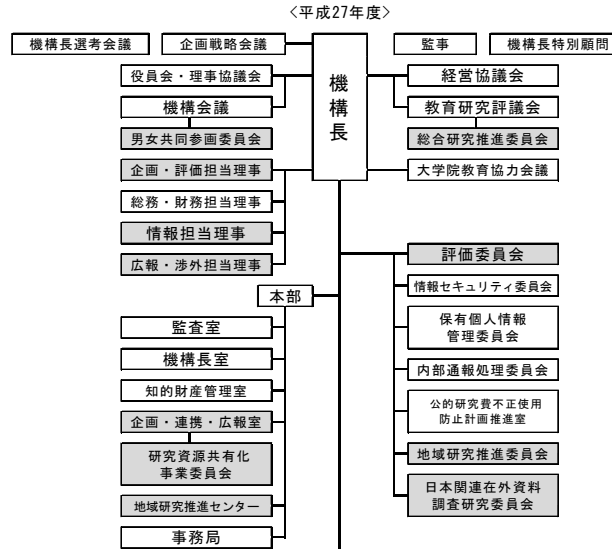 <平成27年度>
機構長選考会議
企画戦略会議
監事
機構長特別顧問
機構長
役員会・理事協議会
機構会議
男女共同参画委員会
経営協議会
教育研究評議会
総合研究推進委員会
大学院教育協力会議
企画・評価担当理事
総務・財務担当理事
情報担当理事
広報・渉外担当理事
本部
監査室
機構長室
知的財産管理室
企画・連携・広報室
研究資源共有化
事業委員会
地域研究推進センター
事務局
評価委員会
情報セキュリティ委員会
保有個人情報
管理委員会
内部通報処理委員会
公的研究費不正使用
防止計画推進室
地域研究推進委員会
日本関連在外資料
調査研究委員会